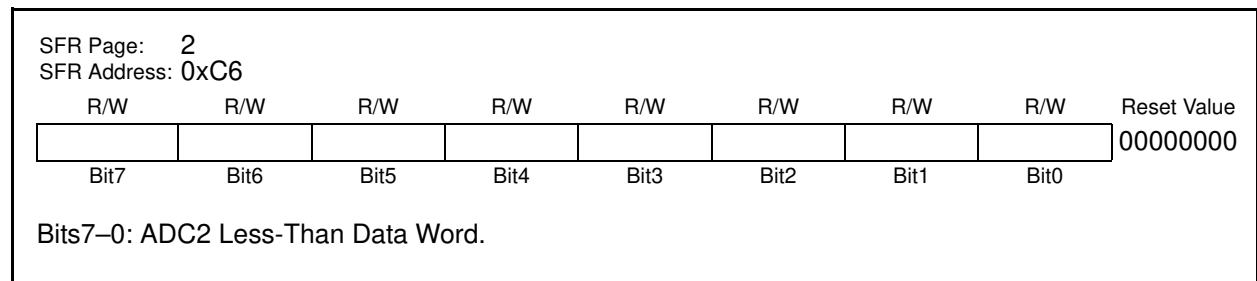 SFR Page: 2
SFR Address: 0xC6
R/W R/W R/W R/W R/W R/W R/W R/W Reset Value
00000000
Bit7 Bit6 Bit5 Bit4 Bit3 Bit2 Bit1 Bit0
Bits7–0: ADC2 Less-Than Data Word.